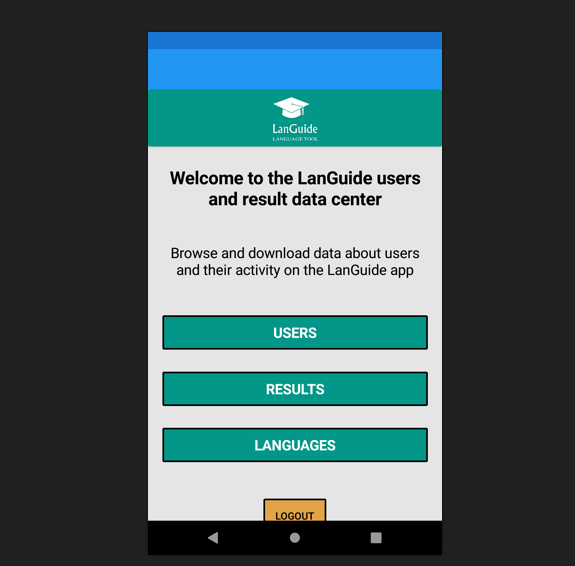 LanGuide
LANGUAGE TOOL
Welcome to the LanGuide users
and result data center
Browse and download data about users
and their activity on the LanGuide app
USERS
RESULTS
LANGUAGES
LOGOUT